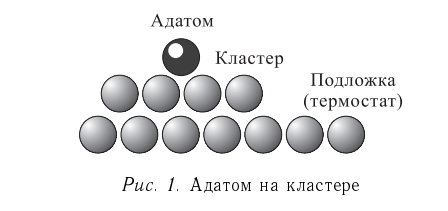 Адатом
Кластер
Подложка
(термостат)
Рис. 1. Адатом на кластере